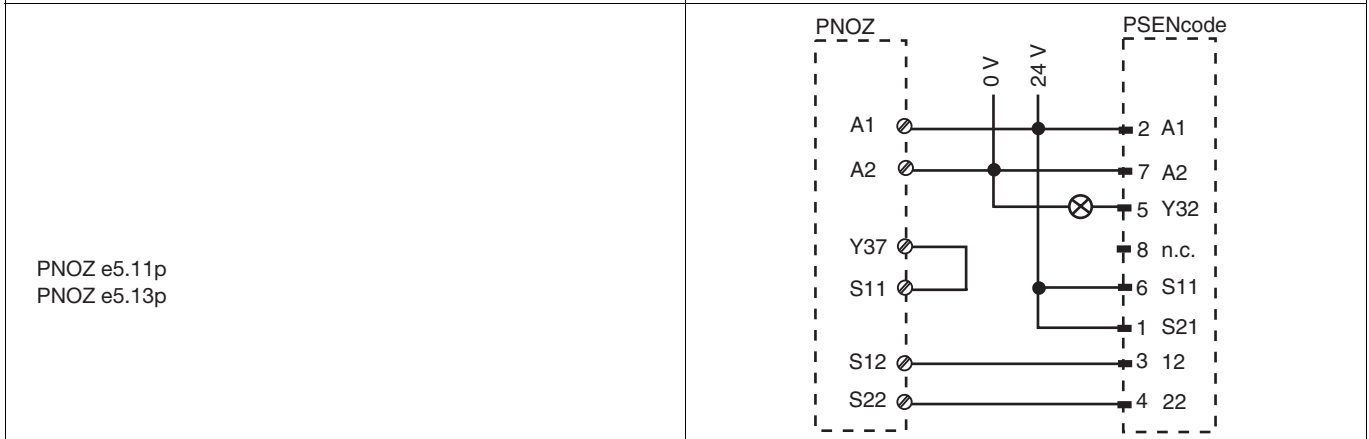 PNOZ e5.11p
PNOZ e5.13p
PNOZ
PSENcode
0 V
24 V
A1
2 A1
A2
7 A2
5 Y32
Y37
8 n.c.
S11
6 S11
1 S21
S12
3 12
S22
4 22